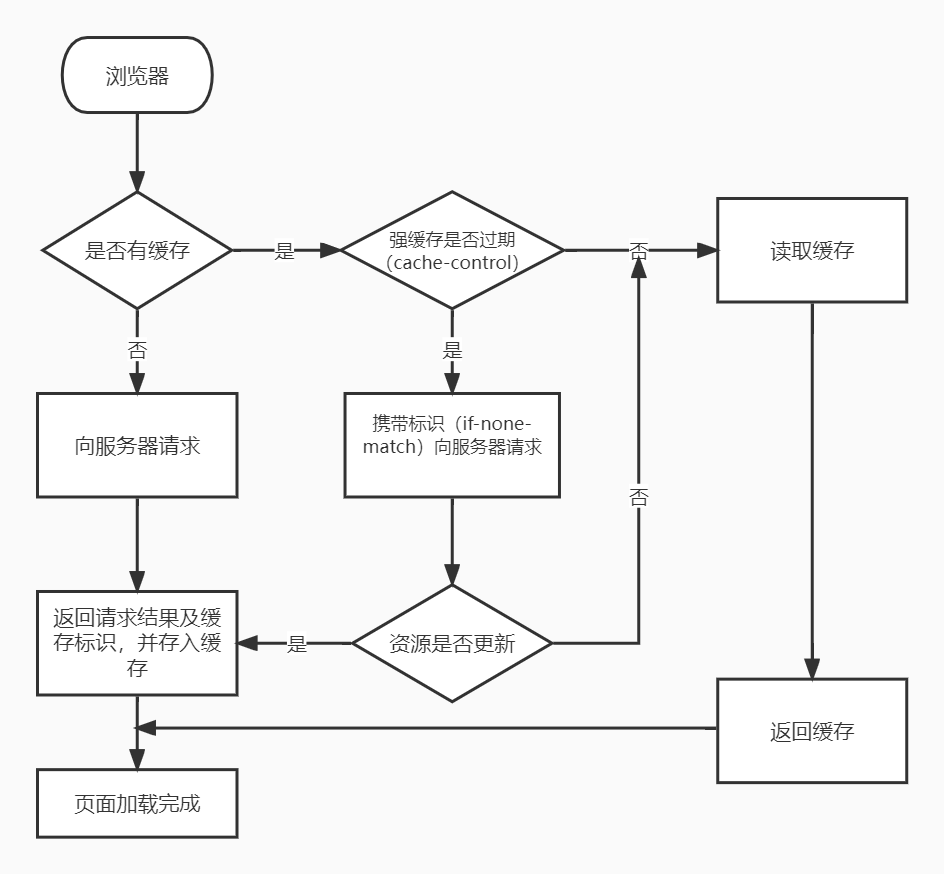 浏览器
是否有缓存
是
强缓存是否过期
（cache-control）
否
读取缓存
否
是
向服务器请求
携带标识（if-none-
match）向服务器请求
否
返回请求结果及缓
存标识，并存入缓
存
是
资源是否更新
返回缓存
页面加载完成